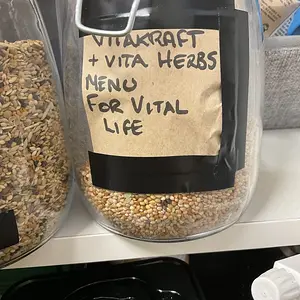 VITAKRAFT
+ VITA HERBS
MENU
FOR VITAL
LIFE